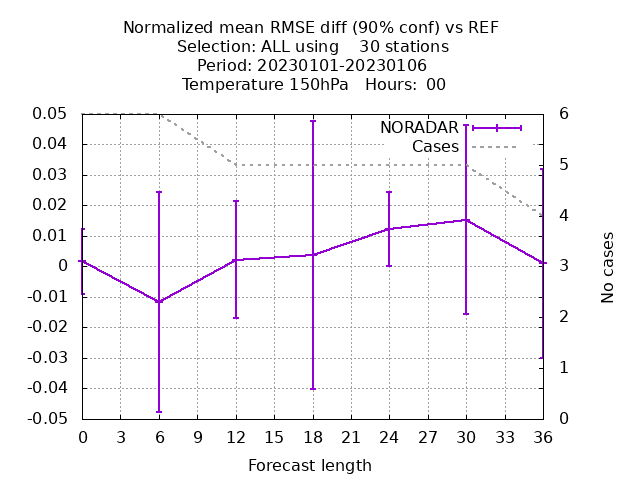 Normalized mean RMSE diff (90% conf) vs REF
Selection: ALL using    30 stations
Period: 20230101-20230106
Temperature 150hPa   Hours:  00
NORADAR
Cases
0.05
0.04
0.03
0.02
0.01
0
-0.01
-0.02
-0.03
-0.04
-0.05
6
5
4
3
2
1
0
No cases
0 3 6 9 12 15 18 21 24 27 30 33 36
Forecast length